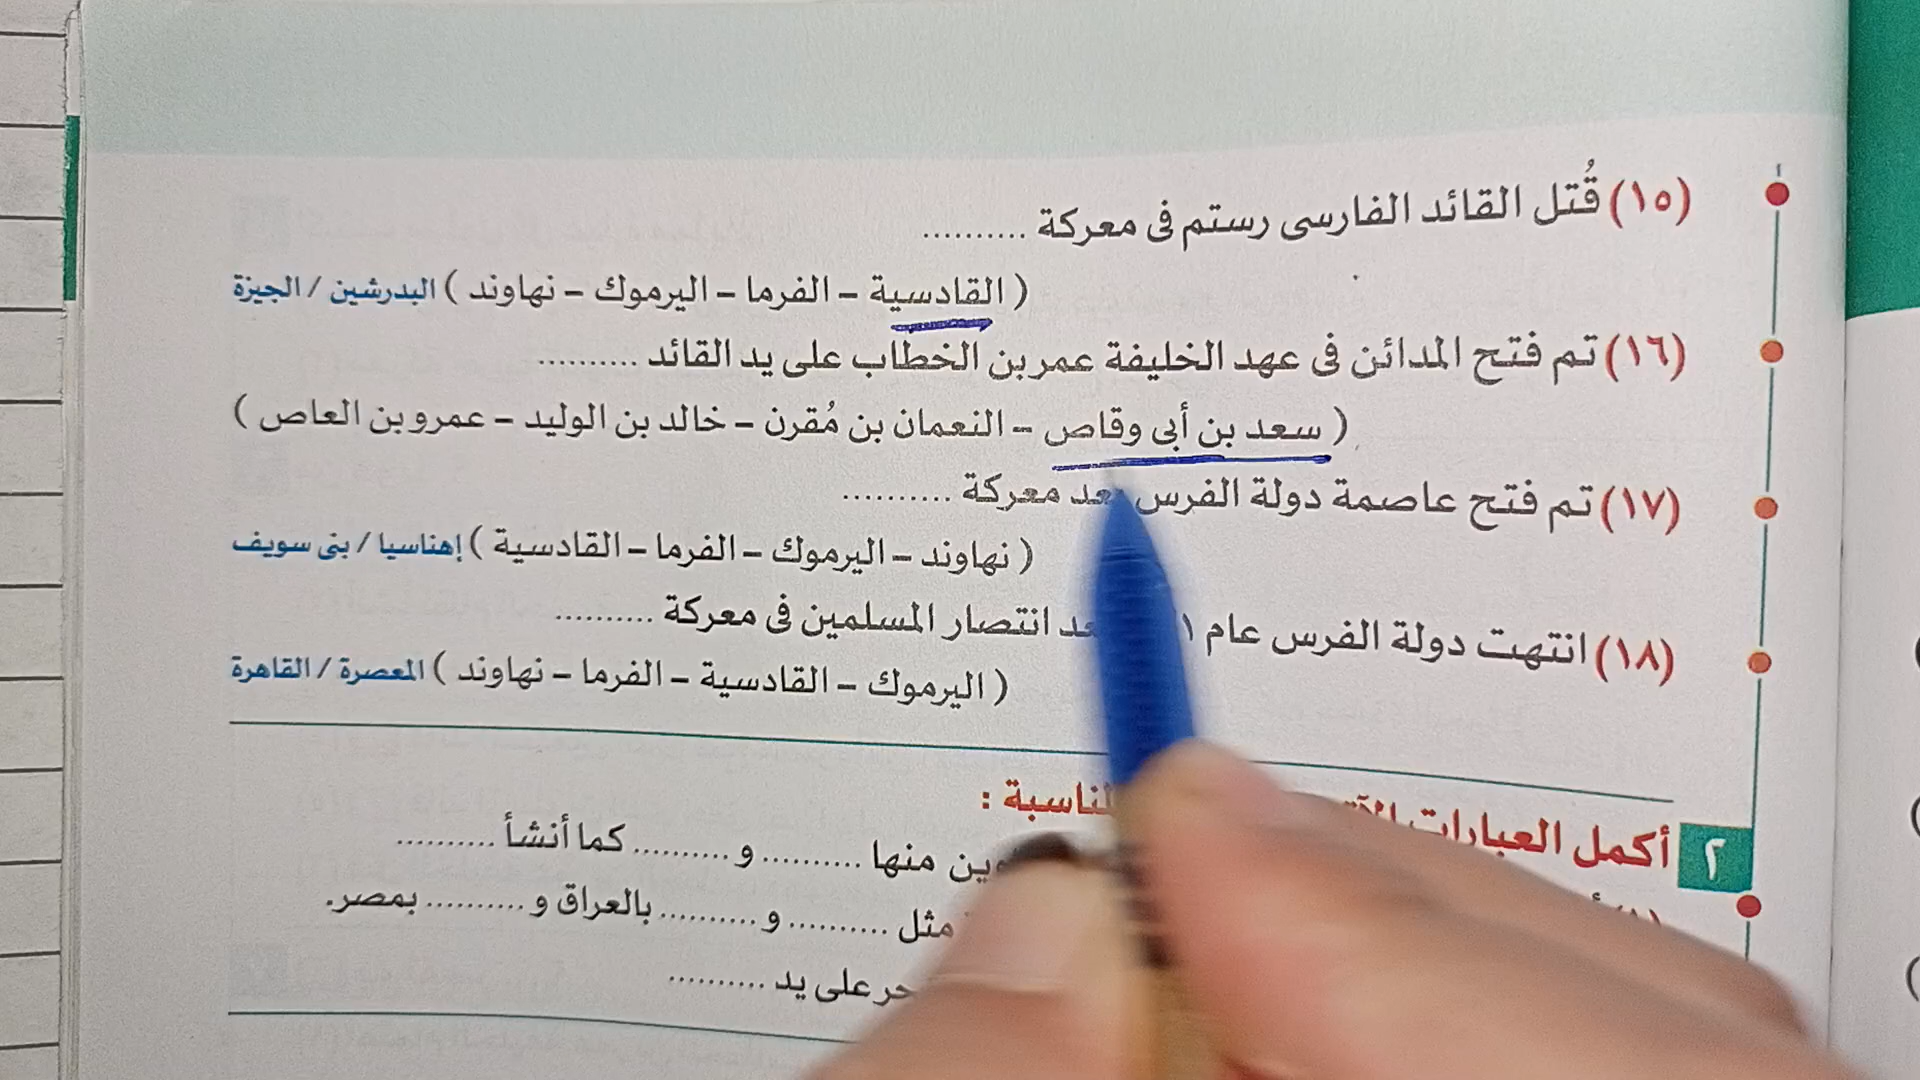 (١٥) قُتل القائد الفارسى رستم فى معركة ..........
( القادسية – الفرما – اليرموك – نهاوند ) البدرشين / الجيزة
(١٦) تم فتح المدائن فى عهد الخليفة عمر بن الخطاب على يد القائد ..........
( سعد بن أبى وقاص – النعمان بن مُقرن – خالد بن الوليد – عمرو بن العاص )
(١٧) تم فتح عاصمة دولة الفرس بعد معركة ..........
( نهاوند – اليرموك – الفرما – القادسية ) إهناسيا / بنى سويف
(١٨) انتهت دولة الفرس عام انتصار المسلمين فى معركة ..........
( اليرموك – القادسية – الفرما – نهاوند ) المعصرة / القاهرة
٢ أكمل العبارات :
منها .......... و .......... كما أنشأ ..........
مثل .......... و .......... بالعراق و .......... بمصر.
على يد ..........